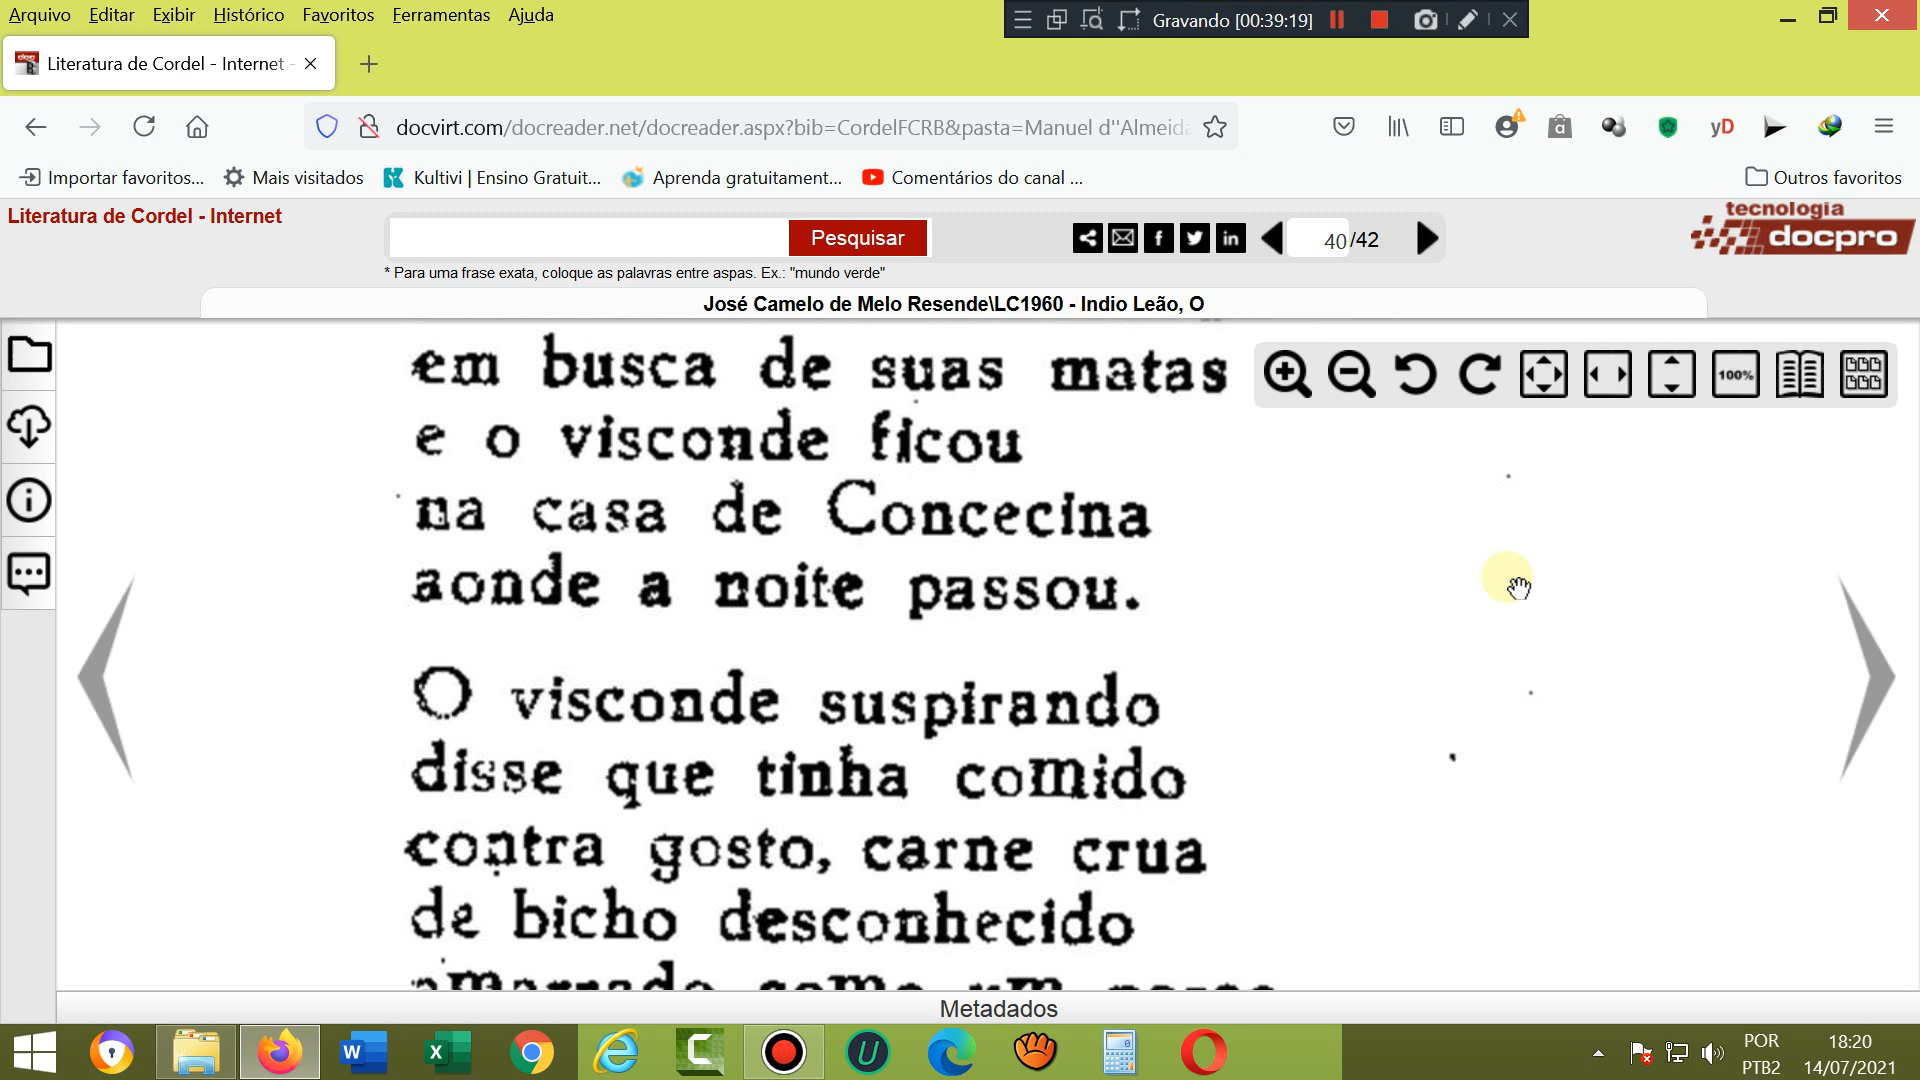 Arquivo Editar Exibir Histórico Favoritos Ferramentas Ajuda
Gravando [00:39:19]
Literatura de Cordel - Internet -
docvirt.com/docreader.net/docreader.aspx?bib=CordelFCRB&pasta=Manuel d"Almeida
Importar favoritos... Mais visitados Kultivi | Ensino Gratuit... Aprenda gratuitament... Comentários do canal ... Outros favoritos
Literatura de Cordel - Internet
Pesquisar
40/42
tecnologia
docpro
* Para uma frase exata, coloque as palavras entre aspas. Ex.: "mundo verde"
José Camelo de Melo Resende\LC1960 - Indio Leão, O
100%
em busca de suas matas
e o visconde ficou
na casa de Concecina
aonde a noite passou.
O visconde suspirando
disse que tinha comido
contra gosto, carne crua
de bicho desconhecido
Metadados
POR
PTB2
18:20
14/07/2021